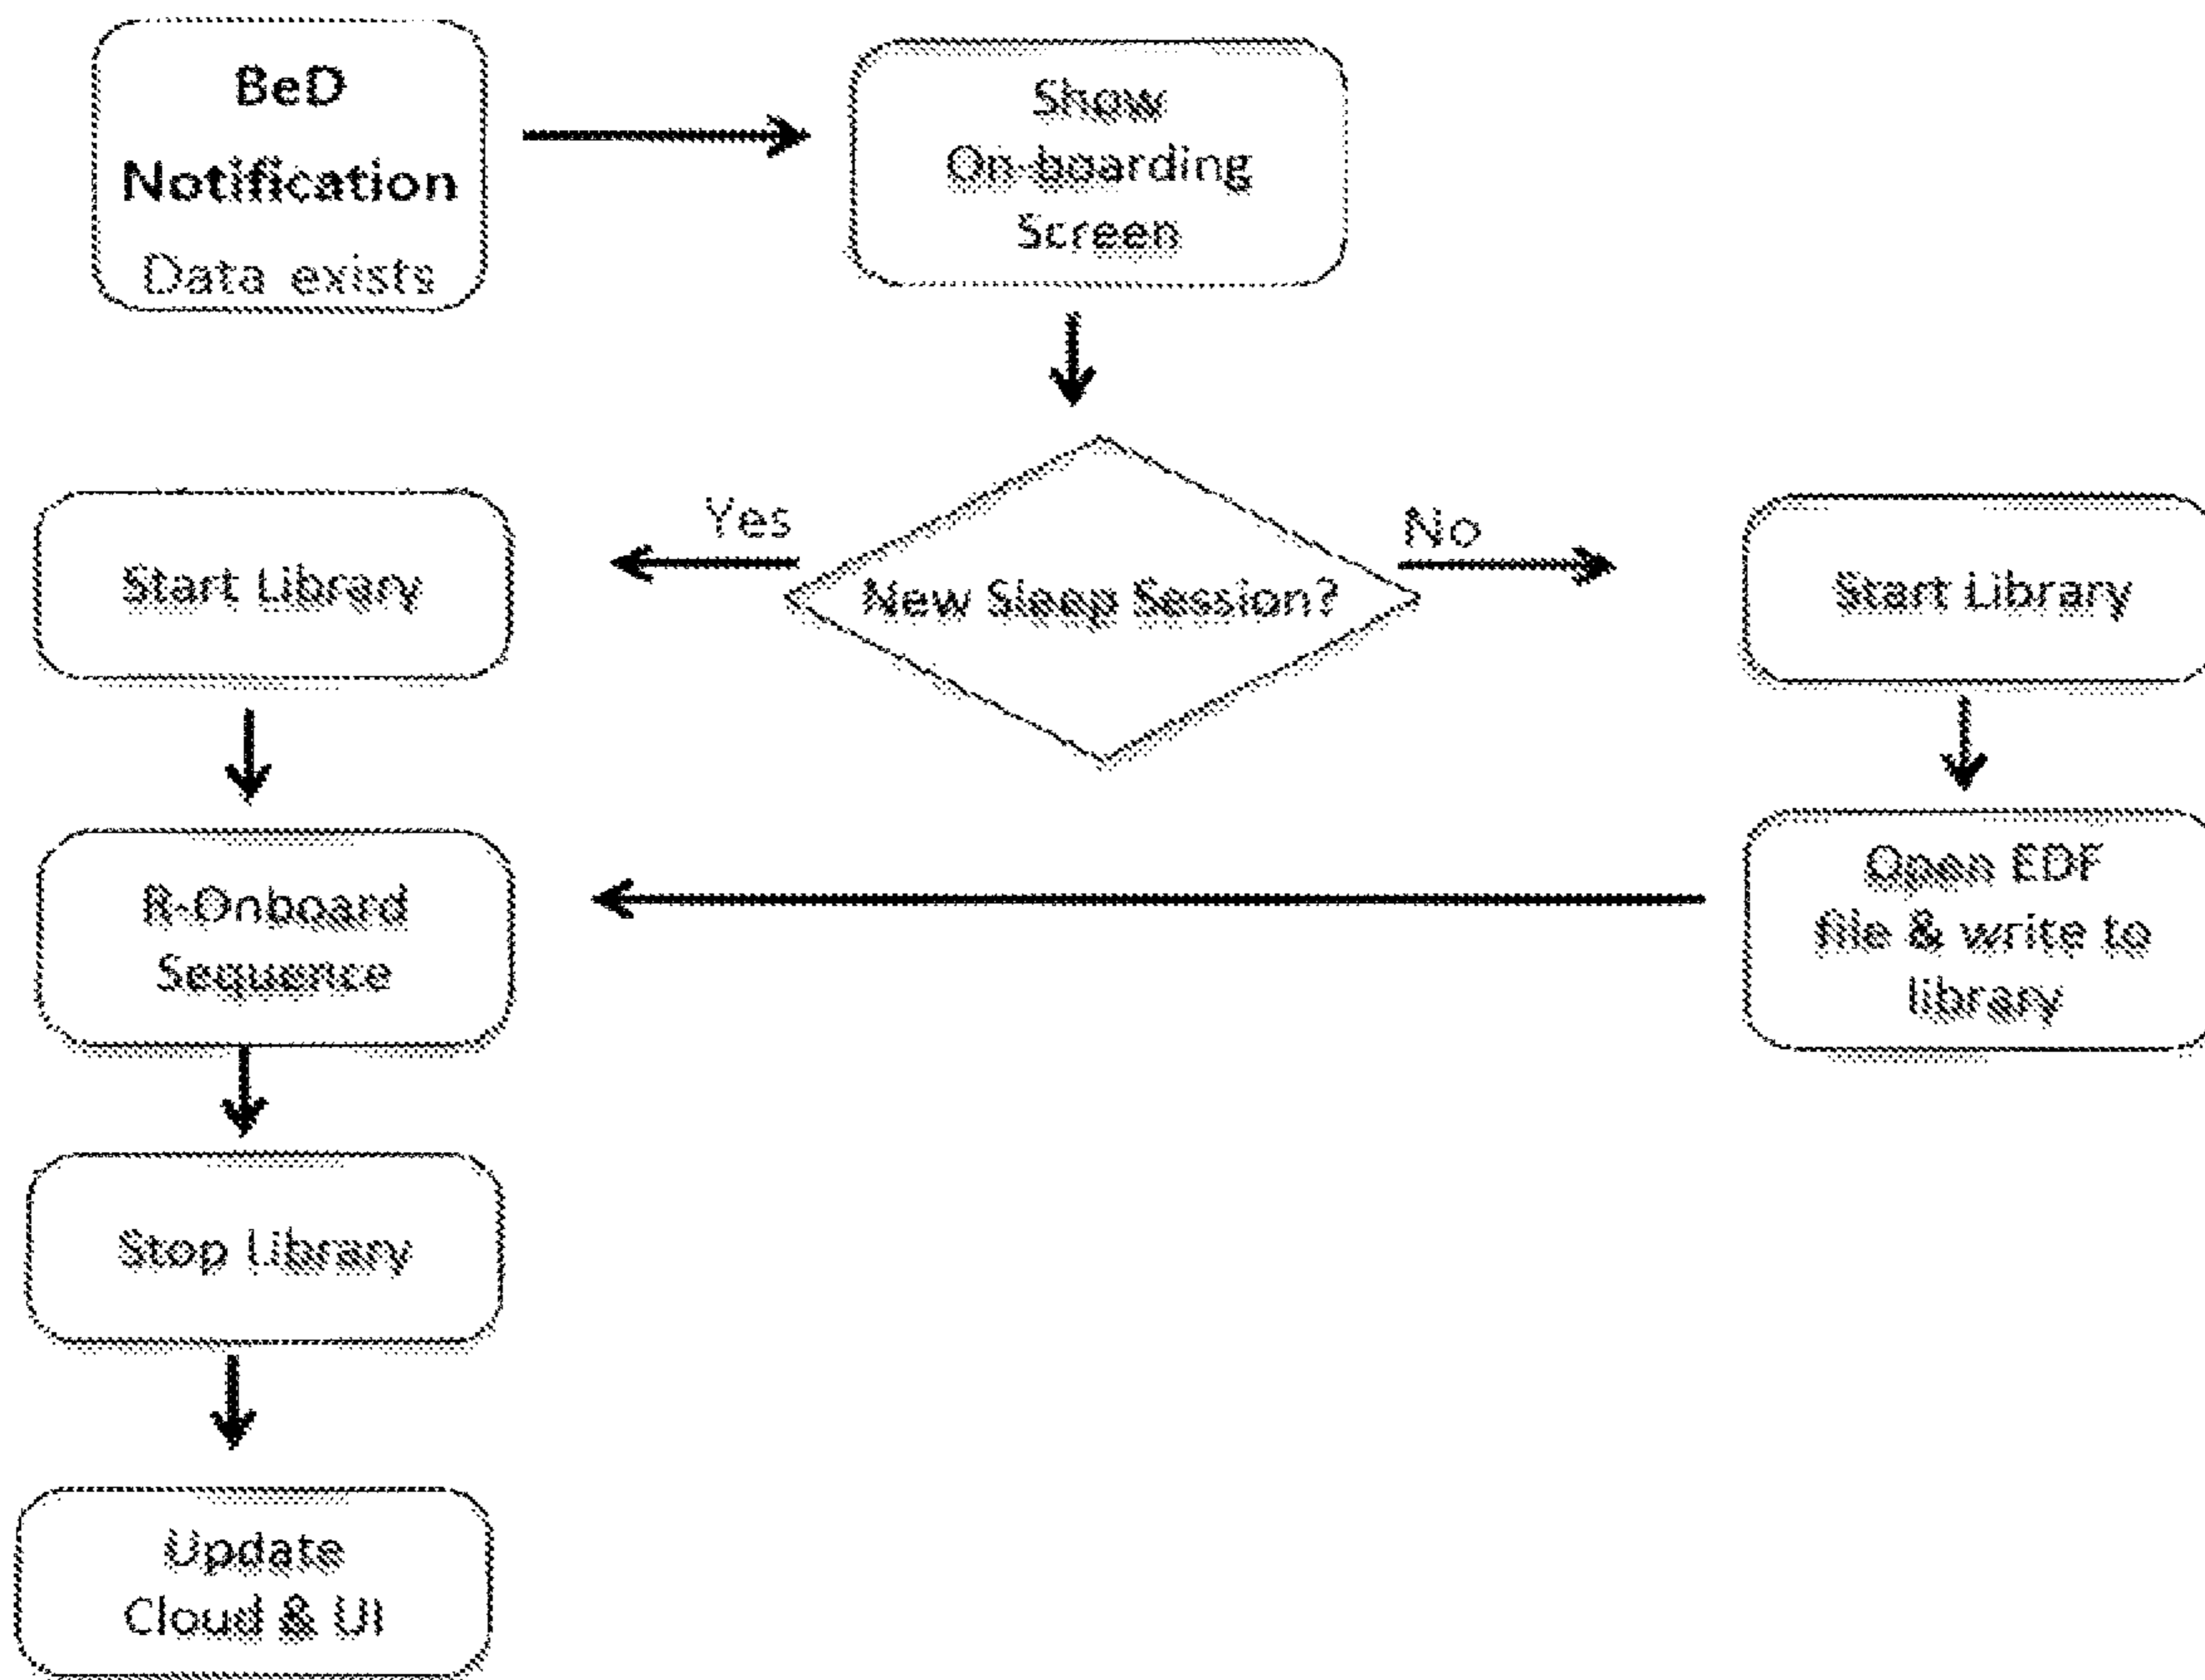 BeD
Notification
Data exists
Show
On-boarding
Screen
Yes
No
Start Library
New Sleep Session?
Start Library
R-Onboard
Sequence
Open EDF
file & write to
library
Stop Library
Update
Cloud & UI